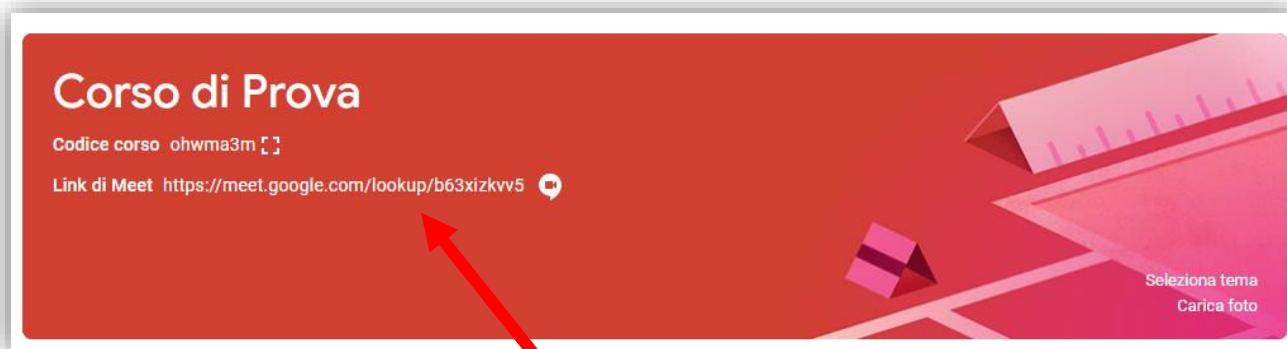 Corso di Prova
Codice corso ohwma3m
Link di Meet https://meet.google.com/lookup/b63xizkvv5
Seleziona tema
Carica foto